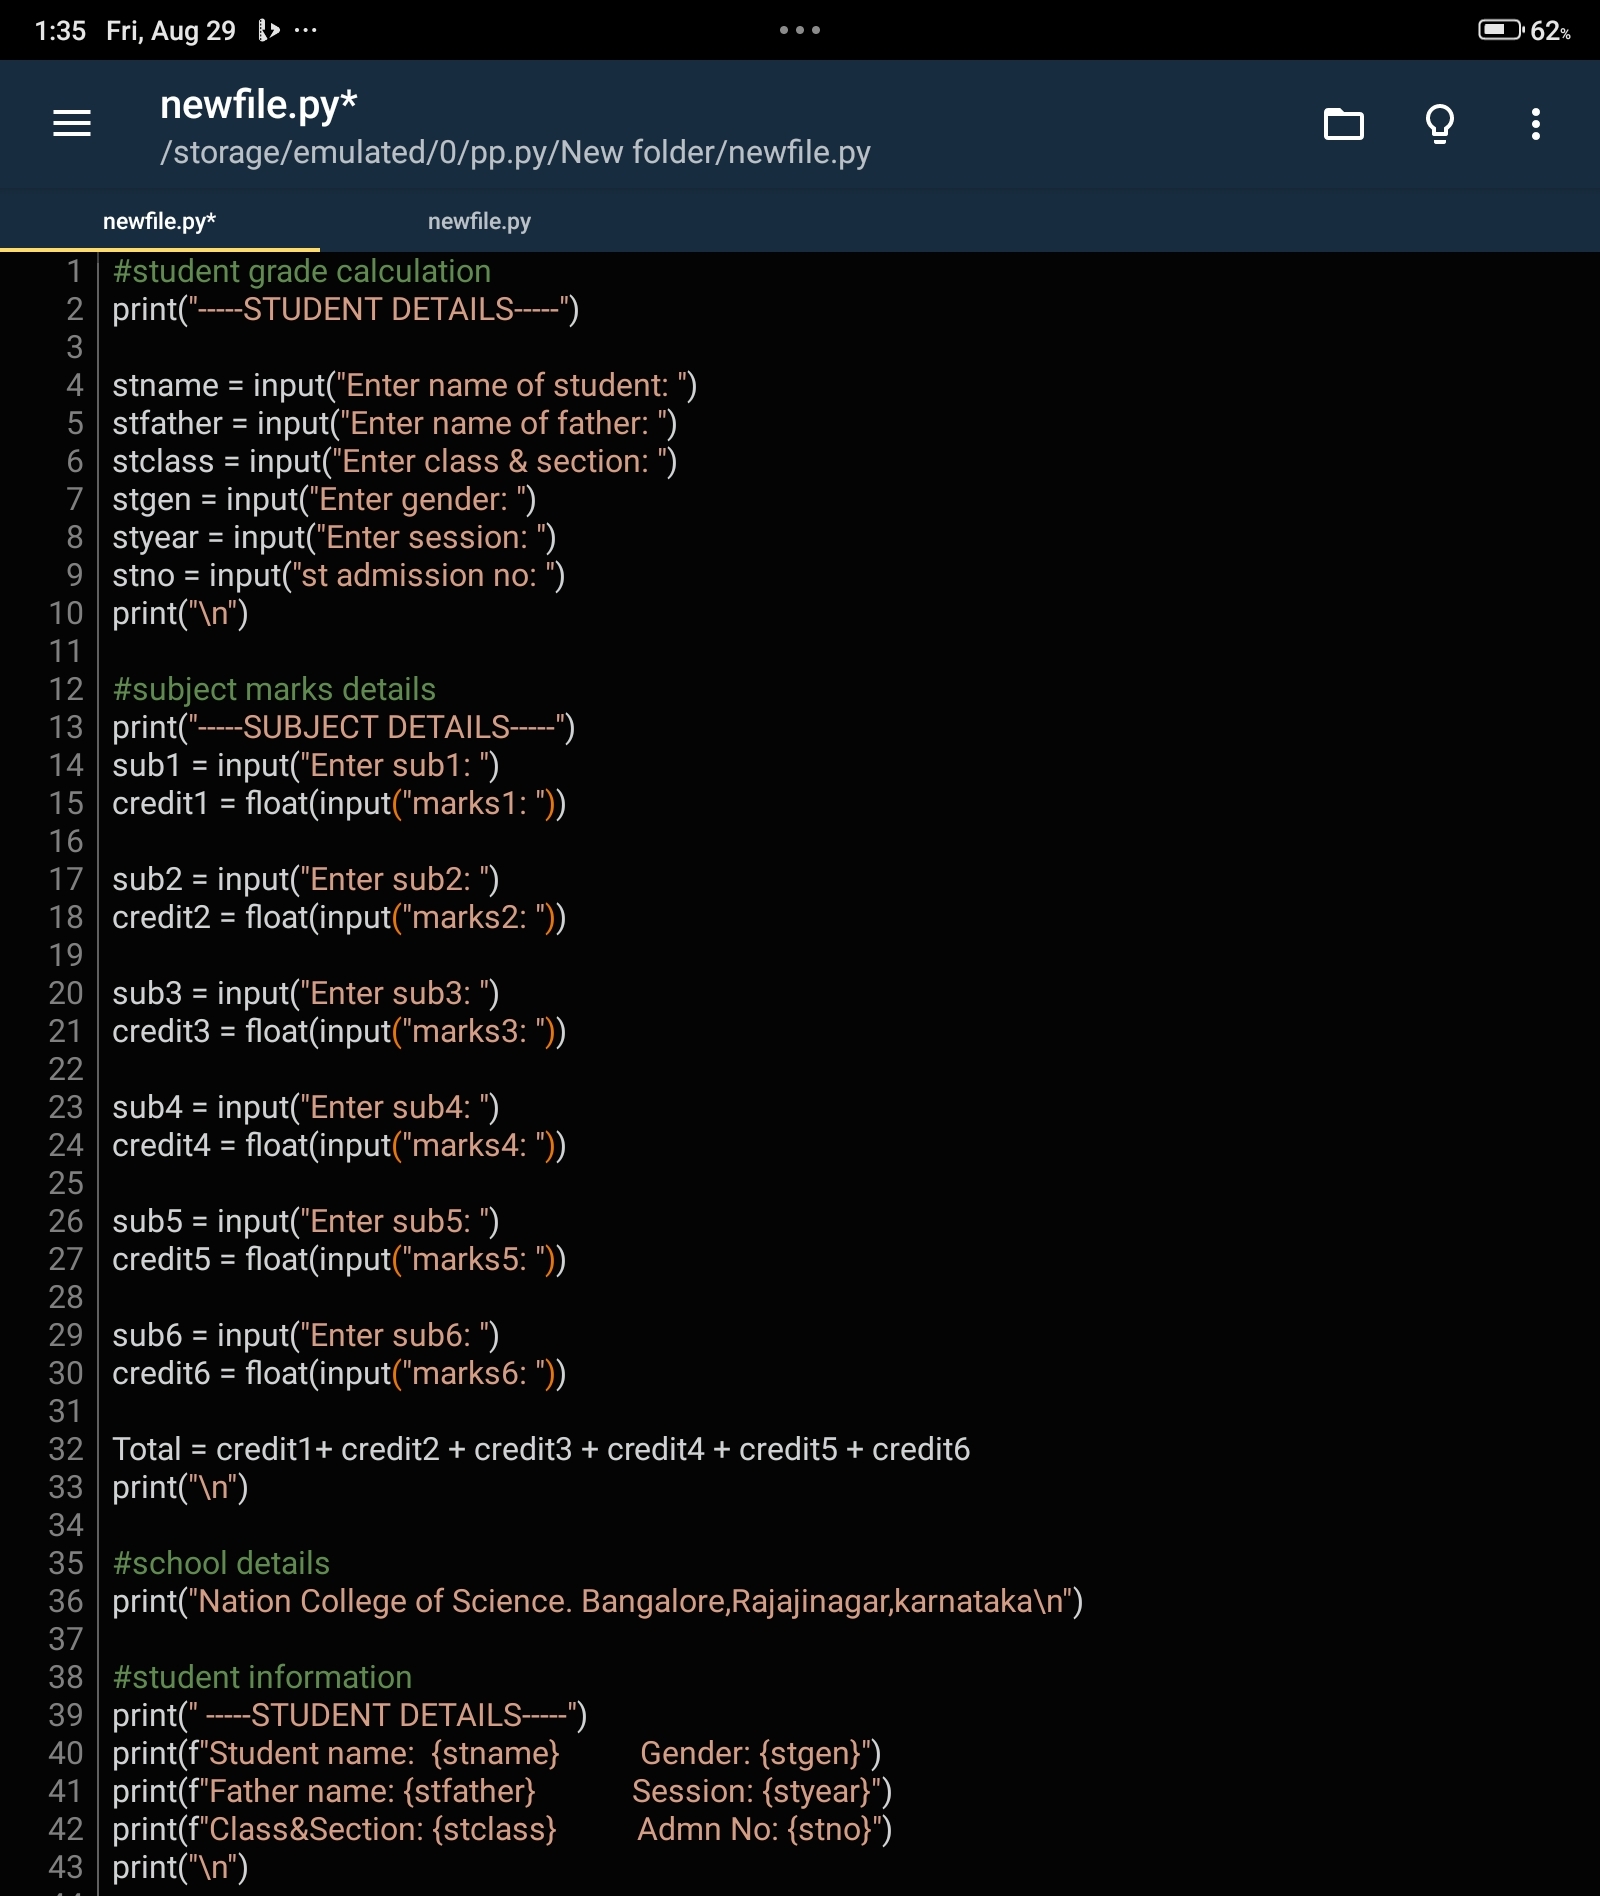 1:35 Fri, Aug 29 ... 62%
newfile.py*
/storage/emulated/0/pp.py/New folder/newfile.py
newfile.py* newfile.py
1 #student grade calculation
2 print("-----STUDENT DETAILS-----")
3
4 stname = input("Enter name of student: ")
5 stfather = input("Enter name of father: ")
6 stclass = input("Enter class & section: ")
7 stgen = input("Enter gender: ")
8 styear = input("Enter session: ")
9 stno = input("st admission no: ")
10 print("\n")
11
12 #subject marks details
13 print("-----SUBJECT DETAILS-----")
14 sub1 = input("Enter sub1: ")
15 credit1 = float(input("marks1: "))
16
17 sub2 = input("Enter sub2: ")
18 credit2 = float(input("marks2: "))
19
20 sub3 = input("Enter sub3: ")
21 credit3 = float(input("marks3: "))
22
23 sub4 = input("Enter sub4: ")
24 credit4 = float(input("marks4: "))
25
26 sub5 = input("Enter sub5: ")
27 credit5 = float(input("marks5: "))
28
29 sub6 = input("Enter sub6: ")
30 credit6 = float(input("marks6: "))
31
32 Total = credit1+ credit2 + credit3 + credit4 + credit5 + credit6
33 print("\n")
34
35 #school details
36 print("Nation College of Science. Bangalore,Rajajinagar,karnataka\n")
37
38 #student information
39 print(" -----STUDENT DETAILS-----")
40 print(f"Student name:  {stname}          Gender: {stgen}")
41 print(f"Father name: {stfather}            Session: {styear}")
42 print(f"Class&Section: {stclass}          Admn No: {stno}")
43 print("\n")